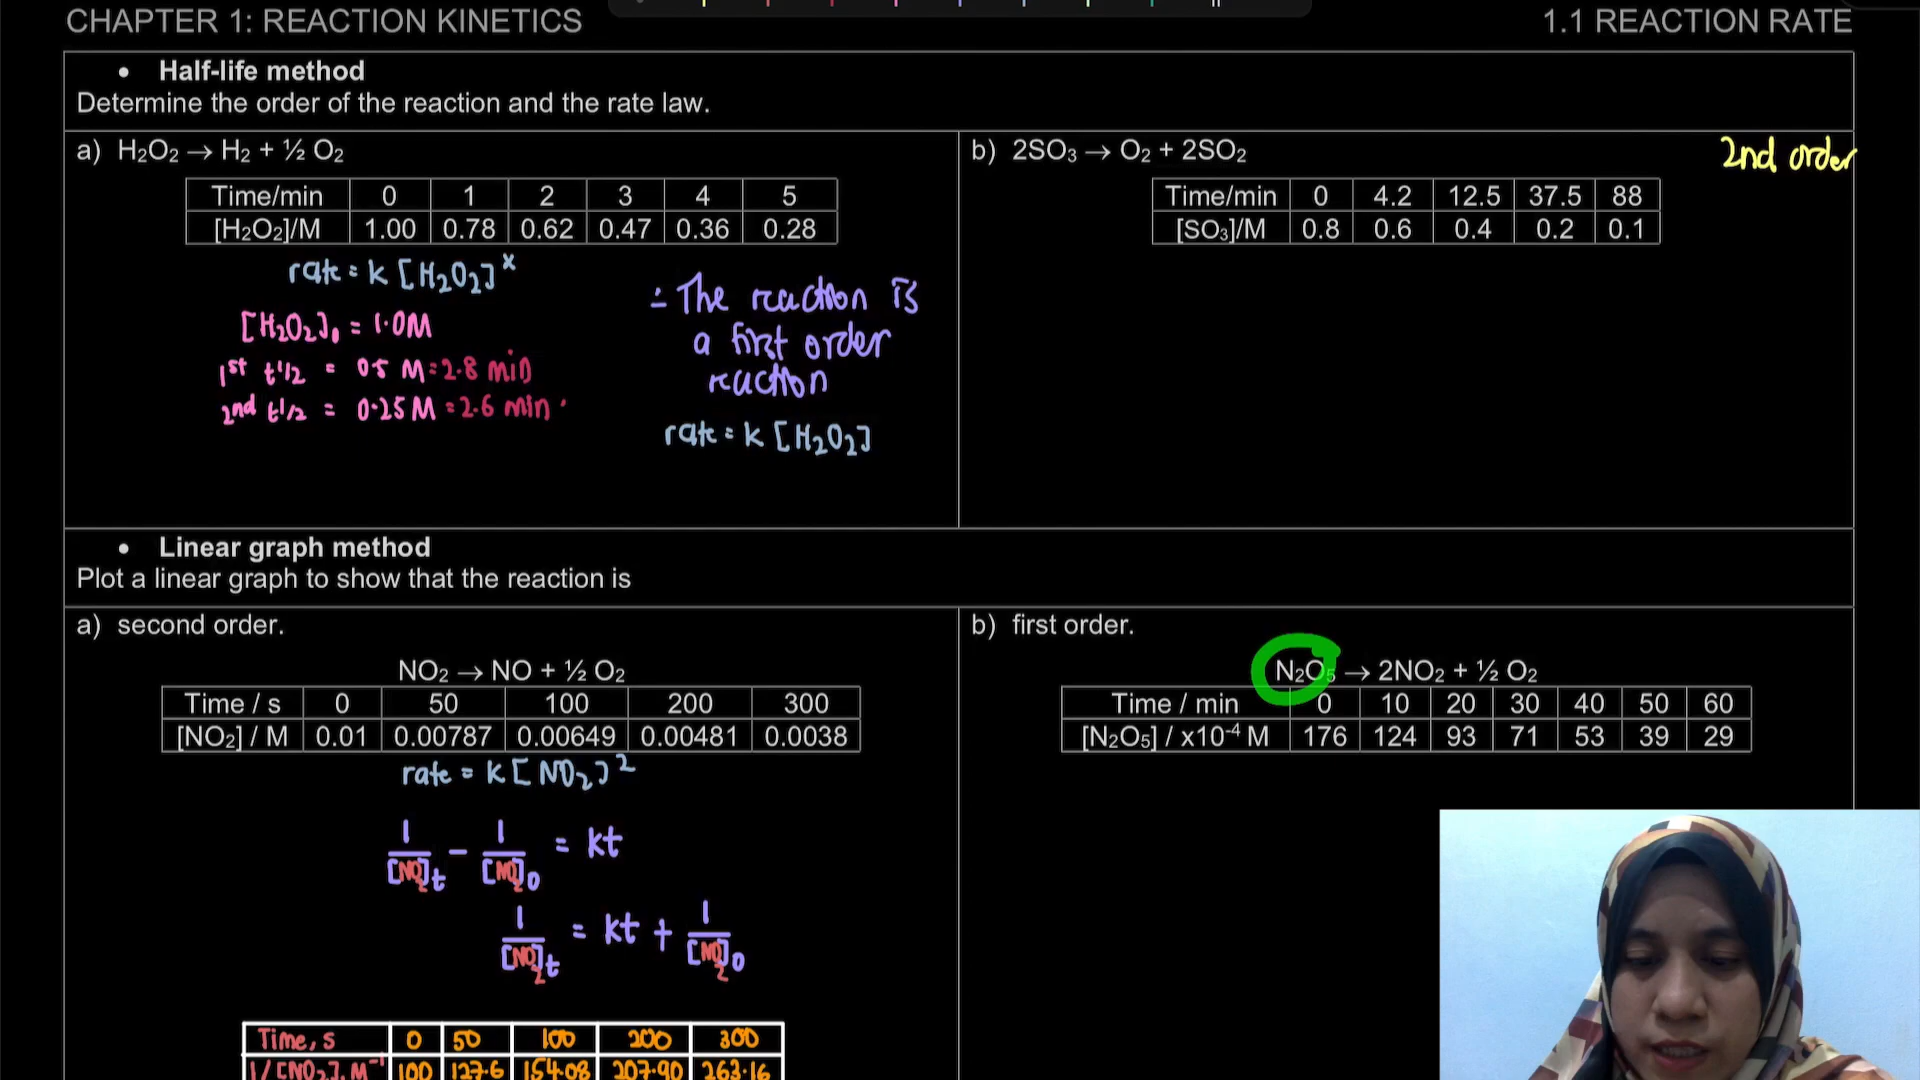 CHAPTER 1: REACTION KINETICS
1.1 REACTION RATE
• Half-life method
Determine the order of the reaction and the rate law.
a) H₂O₂ → H₂ + ½ O₂
Time/min 0 1 2 3 4 5
[H₂O₂]/M 1.00 0.78 0.62 0.47 0.36 0.28
rate = k [H₂O₂]ˣ
[H₂O₂]₀ = 1.0M
1st t1/2 = 0.5 M = 2.8 min
2nd t1/2 = 0.25 M = 2.6 min
∴ The reaction is
a first order
reaction
rate = k [H₂O₂]
b) 2SO₃ → O₂ + 2SO₂
2nd order
Time/min 0 4.2 12.5 37.5 88
[SO₃]/M 0.8 0.6 0.4 0.2 0.1
• Linear graph method
Plot a linear graph to show that the reaction is
a) second order.
NO₂ → NO + ½ O₂
Time / s 0 50 100 200 300
[NO₂] / M 0.01 0.00787 0.00649 0.00481 0.0038
rate = k [NO₂]²
1/[NO₂]t − 1/[NO₂]0 = kt
1/[NO₂]t = kt + 1/[NO₂]0
Time, s 0 50 100 200 300
1/[NO₂], M⁻¹ 100 127.6 154.08 207.90 263.16
b) first order.
N₂O₅ → 2NO₂ + ½ O₂
Time / min 0 10 20 30 40 50 60
[N₂O₅] / x10⁻⁴ M 176 124 93 71 53 39 29